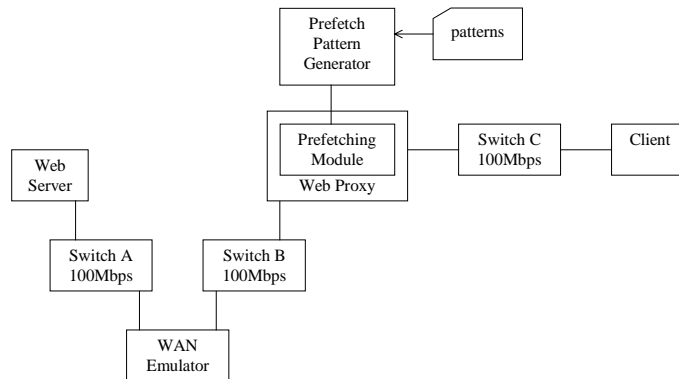 Prefetch
Pattern
Generator
patterns
Prefetching
Module
Web Proxy
Switch C
100Mbps
Client
Web
Server
Switch A
100Mbps
Switch B
100Mbps
WAN
Emulator